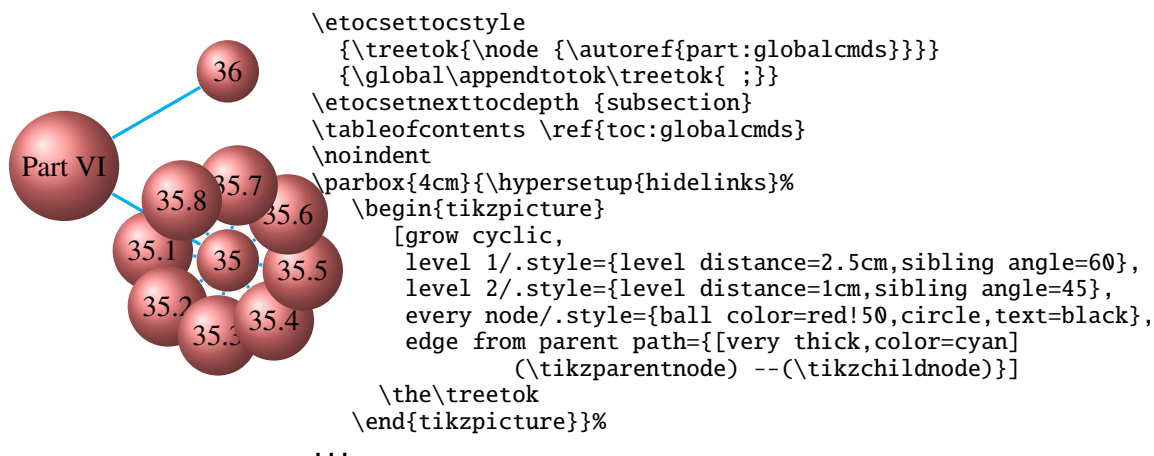 36
Part VI
35.8
35.7
35.6
35.1
35
35.5
35.2
35.3
35.4
\etocsettocstyle
  {\treetok{\node {\autoref{part:globalcmds}}}}
  {\global\appendtotok\treetok{ ;}}
\etocsetnexttocdepth {subsection}
\tableofcontents \ref{toc:globalcmds}
\noindent
\parbox{4cm}{\hypersetup{hidelinks}%
   \begin{tikzpicture}
      [grow cyclic,
       level 1/.style={level distance=2.5cm,sibling angle=60},
       level 2/.style={level distance=1cm,sibling angle=45},
       every node/.style={ball color=red!50,circle,text=black},
       edge from parent path={[very thick,color=cyan]
                (\tikzparentnode) --(\tikzchildnode)}]
     \the\treetok
   \end{tikzpicture}}%
...